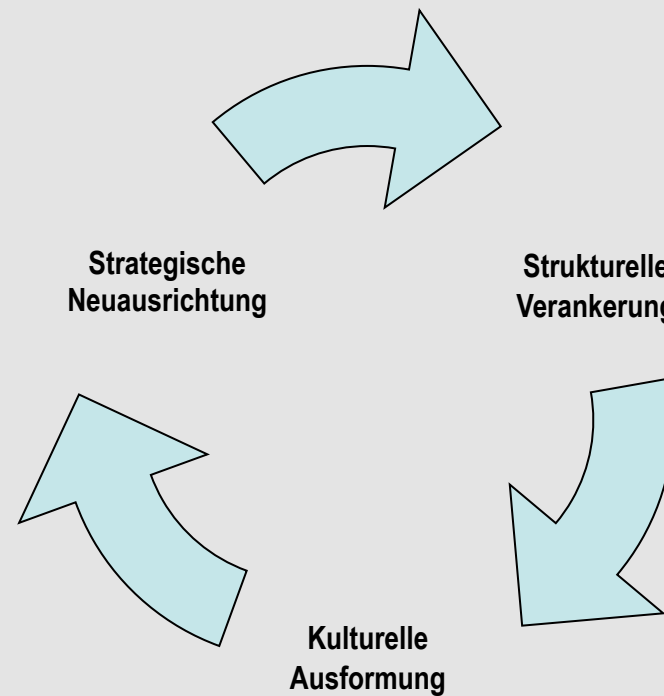 Strategische
Neuausrichtung
Strukturelle
Verankerung
Kulturelle
Ausformung